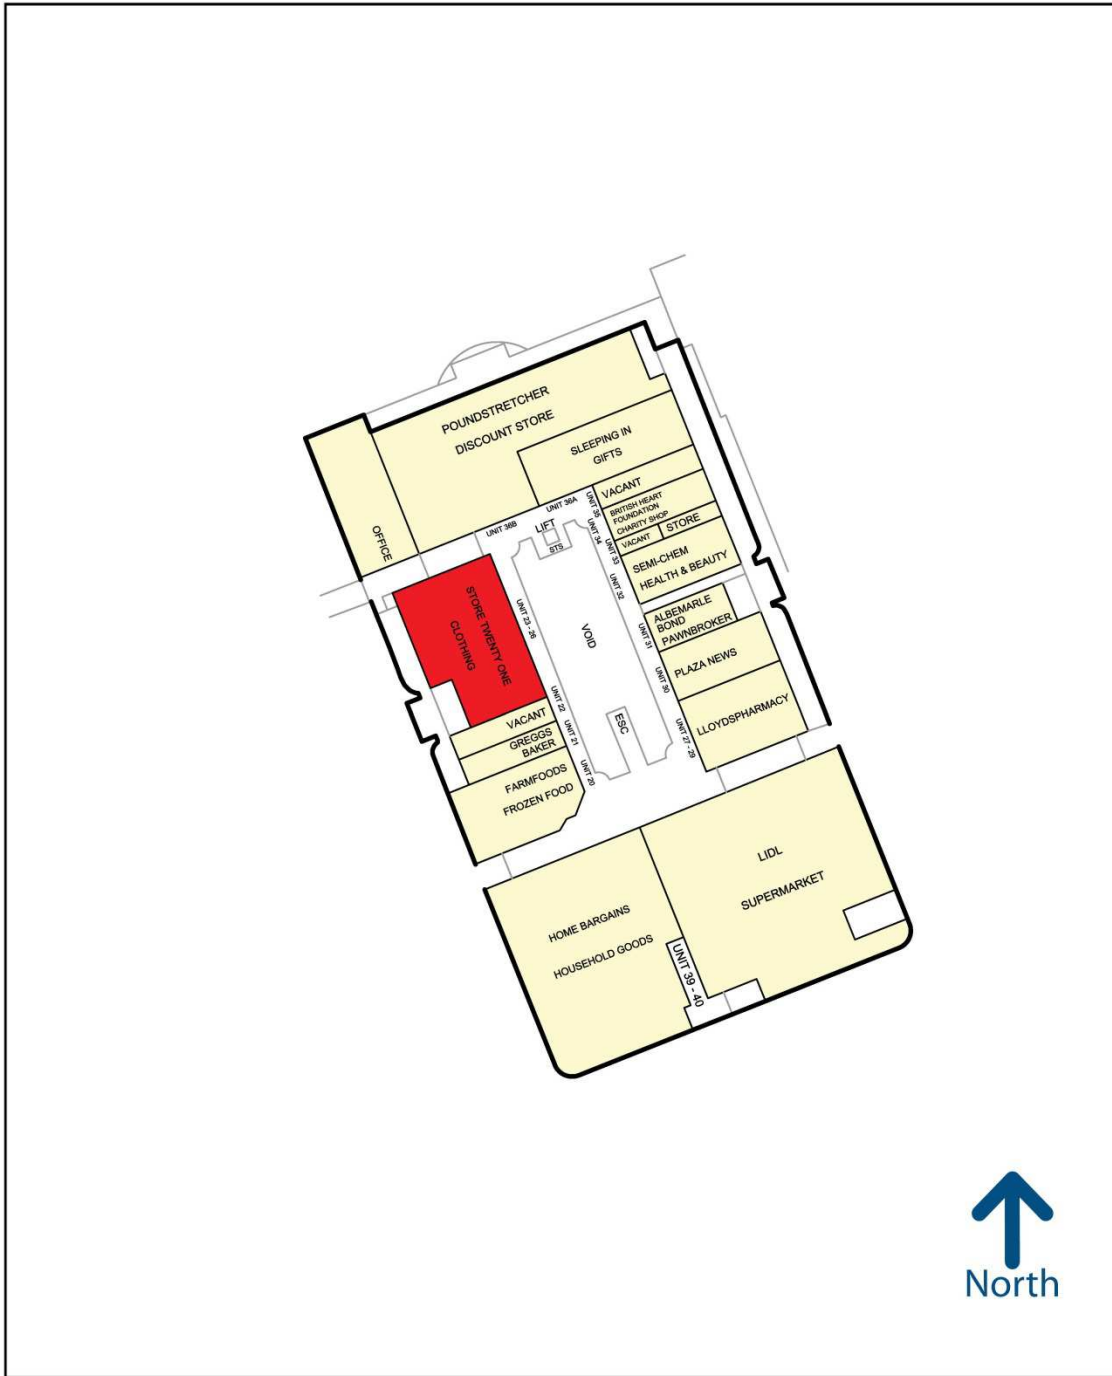 POUNDSTRETCHER
DISCOUNT STORE
SLEEPING IN
GIFTS
OFFICE
UNIT 36B
UNIT 36A
LIFT
STS
UNIT 35
VACANT
BRITISH HEART
FOUNDATION
CHARITY SHOP
UNIT 34
VACANT
STORE
UNIT 33
SEMI-CHEM
HEALTH & BEAUTY
UNIT 32
STORE TWENTY ONE
CLOTHING
UNIT 23 - 26
VOID
ALBEMARLE
BOND
PAWNBROKER
UNIT 31
PLAZA NEWS
UNIT 30
LLOYDSPHARMACY
UNIT 27 - 29
ESC
VACANT
UNIT 22
GREGGS
BAKER
UNIT 21
FARMFOODS
FROZEN FOOD
UNIT 20
LIDL
SUPERMARKET
HOME BARGAINS
HOUSEHOLD GOODS
UNIT 39 - 40
North